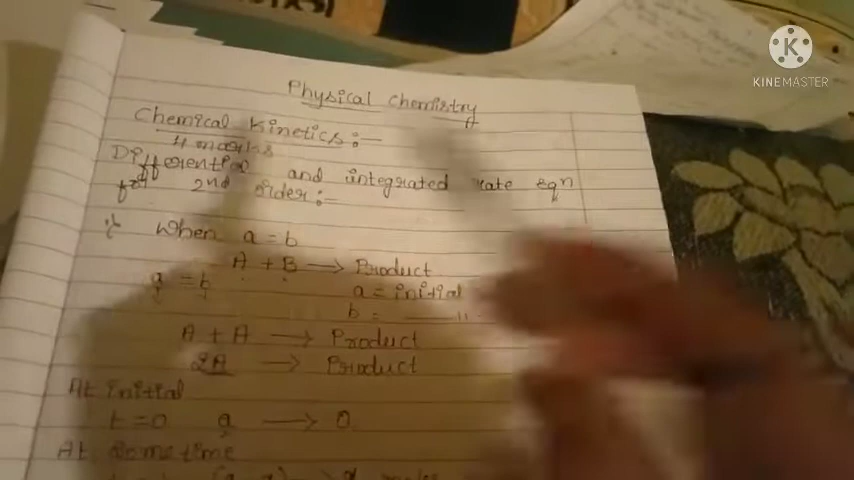 KINEMASTER
Physical Chemistry
Chemical Kinetics:-
4 marks
Differential and integrated rate eqn
for 2nd order:-
when a = b
A + B → Product
a = b
a = initial
b = —— "
A + A → Product
2A → Product
At initial
t = 0 a → 0
At some time